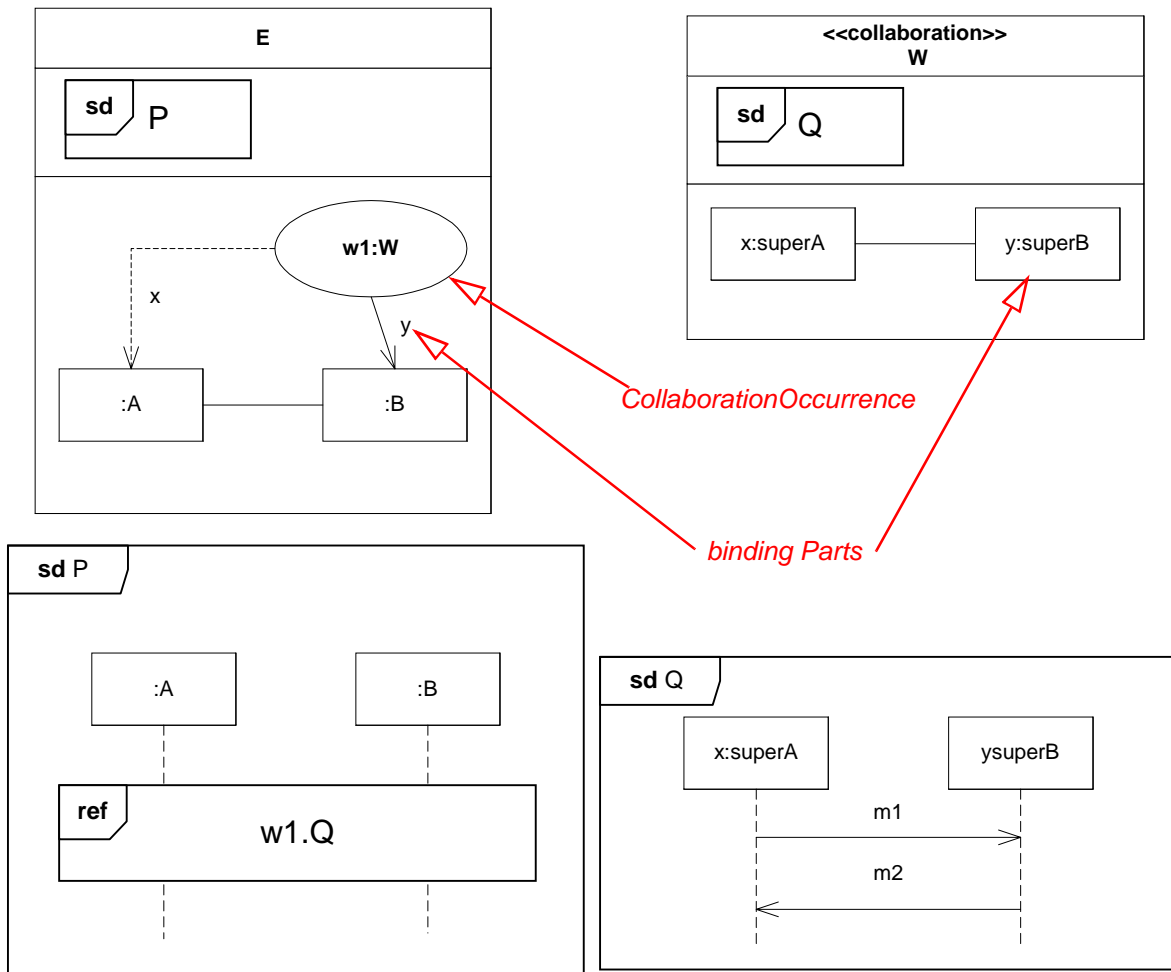 E
sd P
w1:W
x
y
:A
:B
<<collaboration>>
W
sd Q
x:superA
y:superB
CollaborationOccurrence
binding Parts
sd P
:A
:B
ref
w1.Q
sd Q
x:superA
ysuperB
m1
m2